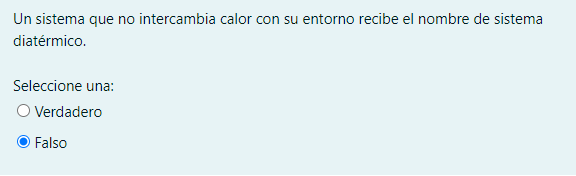 Un sistema que no intercambia calor con su entorno recibe el nombre de sistema
diatérmico.
Seleccione una:
Verdadero
Falso